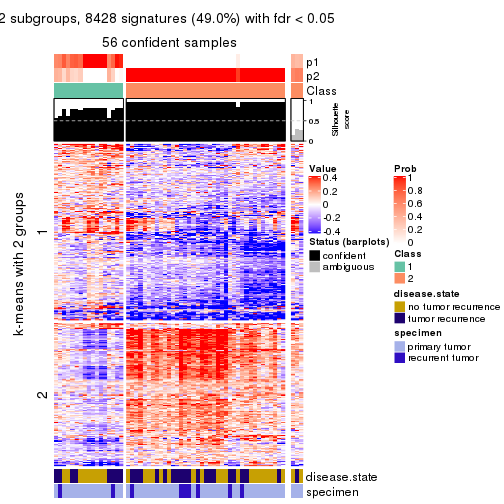 2 subgroups, 8428 signatures (49.0%) with fdr < 0.05
56 confident samples
p1
p2
Class
1
0.5
0
Silhouette
score
k-means with 2 groups
1
2
Value
0.4
0.2
0
-0.2
-0.4
Status (barplots)
confident
ambiguous
Prob
1
0.8
0.6
0.4
0.2
0
Class
1
2
disease.state
no tumor recurrence
tumor recurrence
specimen
primary tumor
recurrent tumor
disease.state
specimen